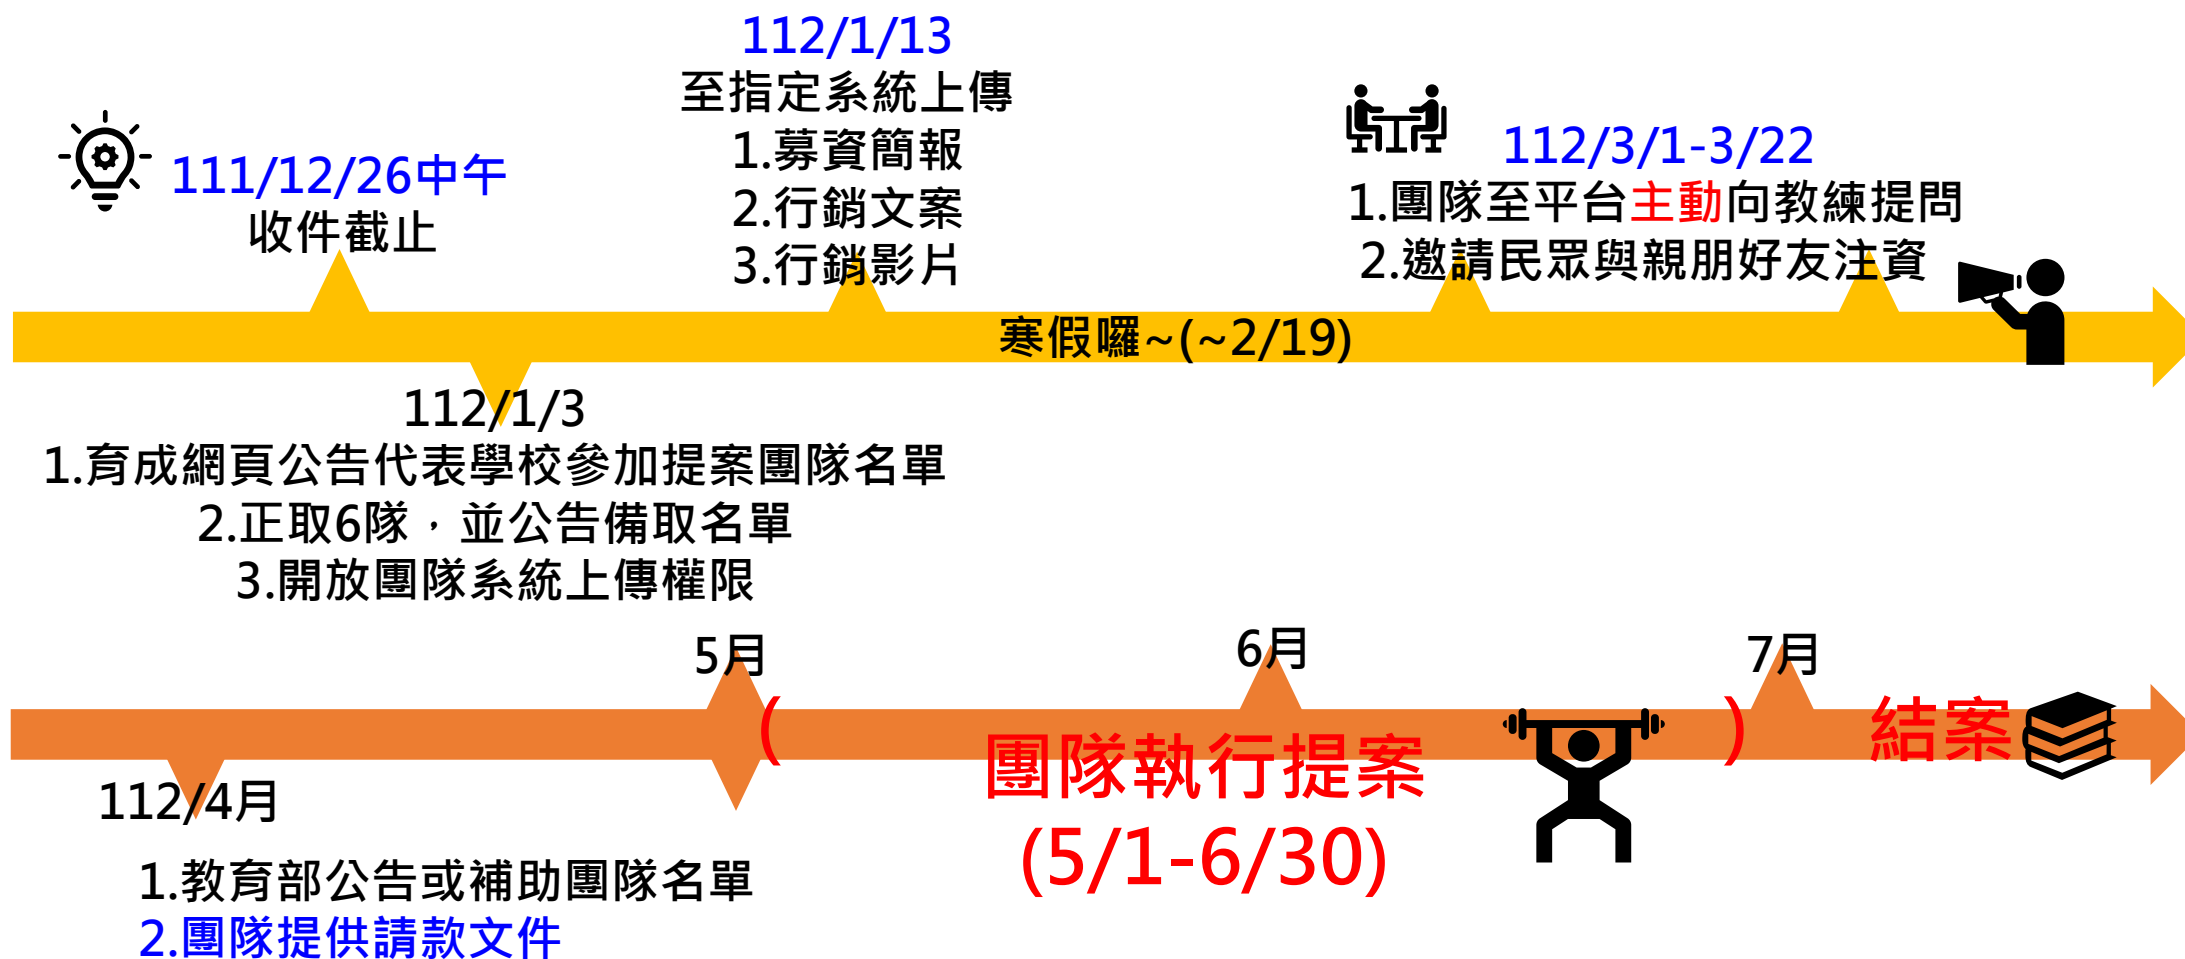 111/12/26中午
收件截止
112/1/13
至指定系統上傳
1.募資簡報
2.行銷文案
3.行銷影片
112/3/1-3/22
1.團隊至平台主動向教練提問
2.邀請民眾與親朋好友注資
寒假囉~(~2/19)
112/1/3
1.育成網頁公告代表學校參加提案團隊名單
2.正取6隊，並公告備取名單
3.開放團隊系統上傳權限
112/4月
1.教育部公告或補助團隊名單
2.團隊提供請款文件
5月
6月
7月
(
)
團隊執行提案
(5/1-6/30)
結案